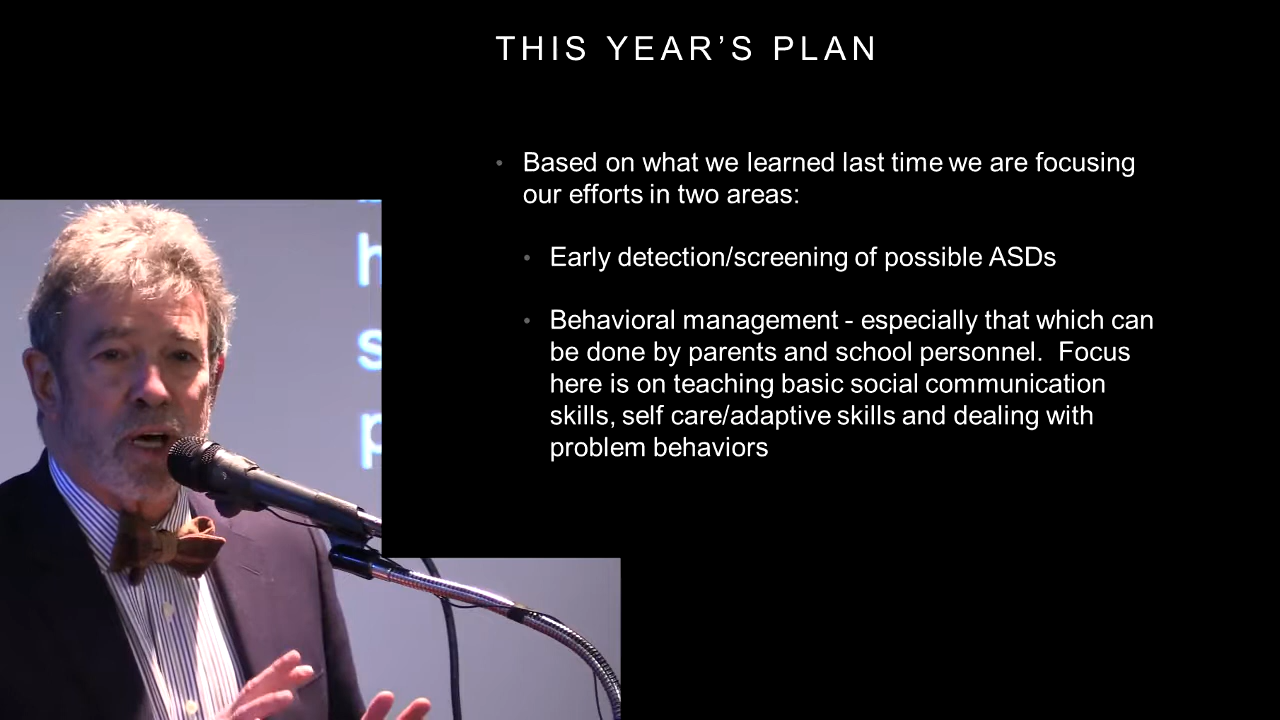 THIS YEAR’S PLAN
• Based on what we learned last time we are focusing
our efforts in two areas:
• Early detection/screening of possible ASDs
• Behavioral management - especially that which can
be done by parents and school personnel.  Focus
here is on teaching basic social communication
skills, self care/adaptive skills and dealing with
problem behaviors
h
s
p